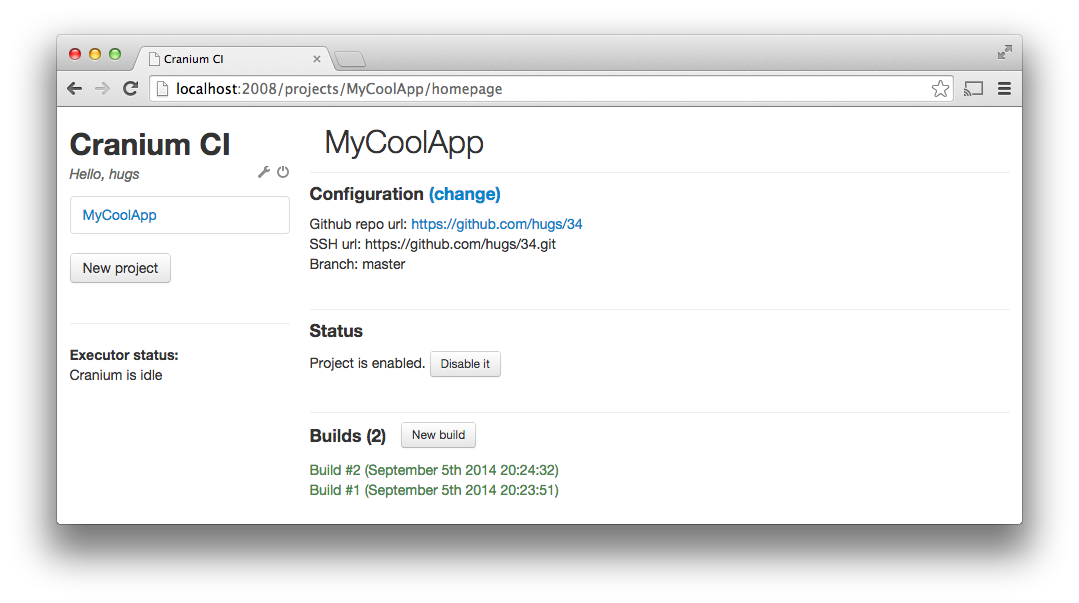 Cranium CI
localhost:2008/projects/MyCoolApp/homepage
Cranium CI
Hello, hugs
MyCoolApp
New project
Executor status:
Cranium is idle
MyCoolApp
Configuration (change)
Github repo url: https://github.com/hugs/34
SSH url: https://github.com/hugs/34.git
Branch: master
Status
Project is enabled. Disable it
Builds (2) New build
Build #2 (September 5th 2014 20:24:32)
Build #1 (September 5th 2014 20:23:51)